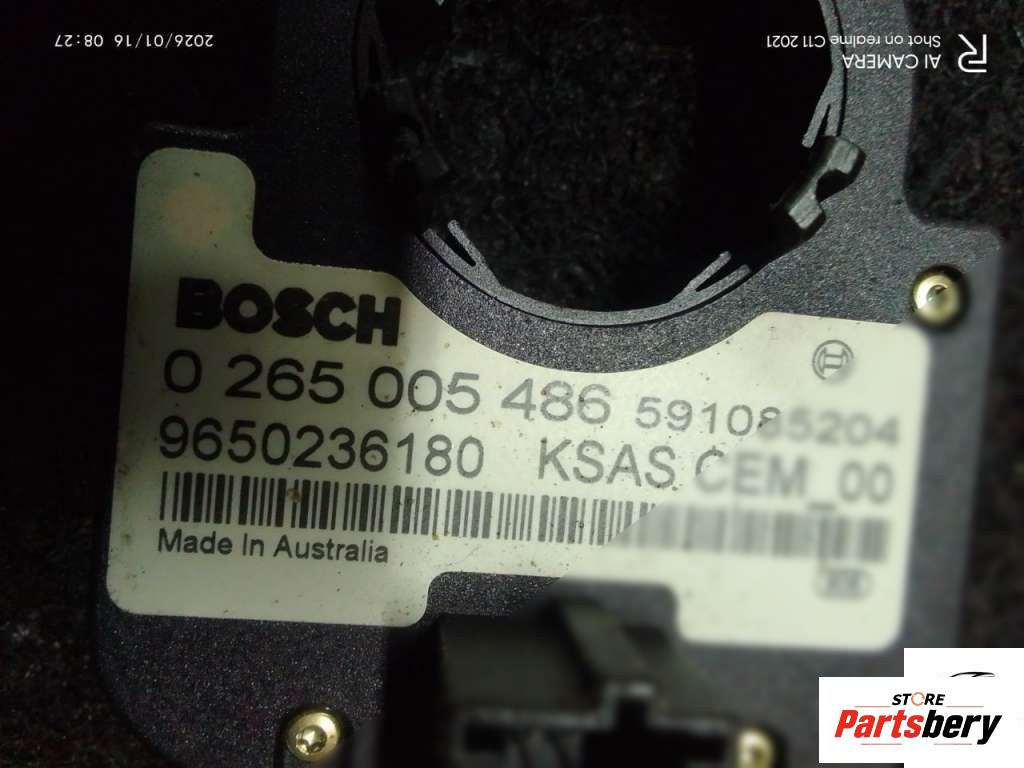 AI CAMERA
Shot on realme C11 2021
2026/01/16 08:27
BOSCH
0 265 005 486 591085204
9650236180 KSAS CEM_00
Made In Australia
STORE
Partsbery